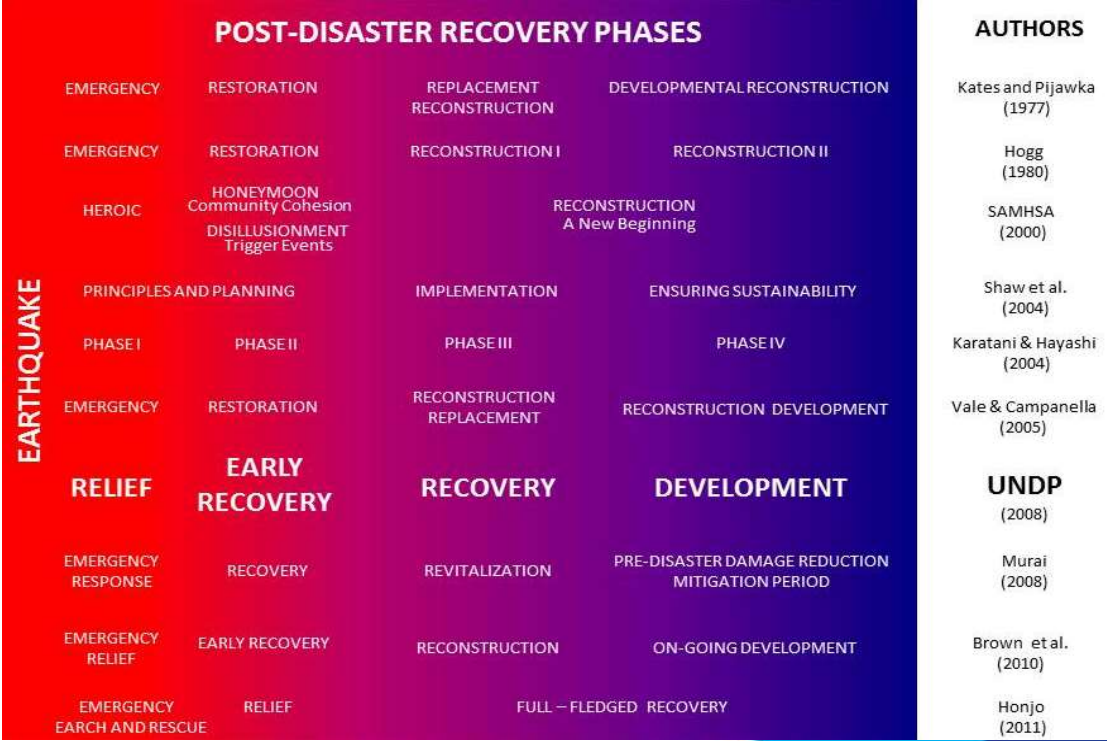 POST-DISASTER RECOVERY PHASES
AUTHORS
EARTHQUAKE
EMERGENCY
RESTORATION
REPLACEMENT
RECONSTRUCTION
DEVELOPMENTAL RECONSTRUCTION
Kates and Pijawka
(1977)
EMERGENCY
RESTORATION
RECONSTRUCTION I
RECONSTRUCTION II
Hogg
(1980)
HEROIC
HONEYMOON
Community Cohesion
DISILLUSIONMENT
Trigger Events
RECONSTRUCTION
A New Beginning
SAMHSA
(2000)
PRINCIPLES AND PLANNING
IMPLEMENTATION
ENSURING SUSTAINABILITY
Shaw et al.
(2004)
PHASE I
PHASE II
PHASE III
PHASE IV
Karatani & Hayashi
(2004)
EMERGENCY
RESTORATION
RECONSTRUCTION
REPLACEMENT
RECONSTRUCTION DEVELOPMENT
Vale & Campanella
(2005)
RELIEF
EARLY
RECOVERY
RECOVERY
DEVELOPMENT
UNDP
(2008)
EMERGENCY
RESPONSE
RECOVERY
REVITALIZATION
PRE-DISASTER DAMAGE REDUCTION
MITIGATION PERIOD
Murai
(2008)
EMERGENCY
RELIEF
EARLY RECOVERY
RECONSTRUCTION
ON-GOING DEVELOPMENT
Brown et al.
(2010)
EMERGENCY
EARCH AND RESCUE
RELIEF
FULL – FLEDGED RECOVERY
Honjo
(2011)